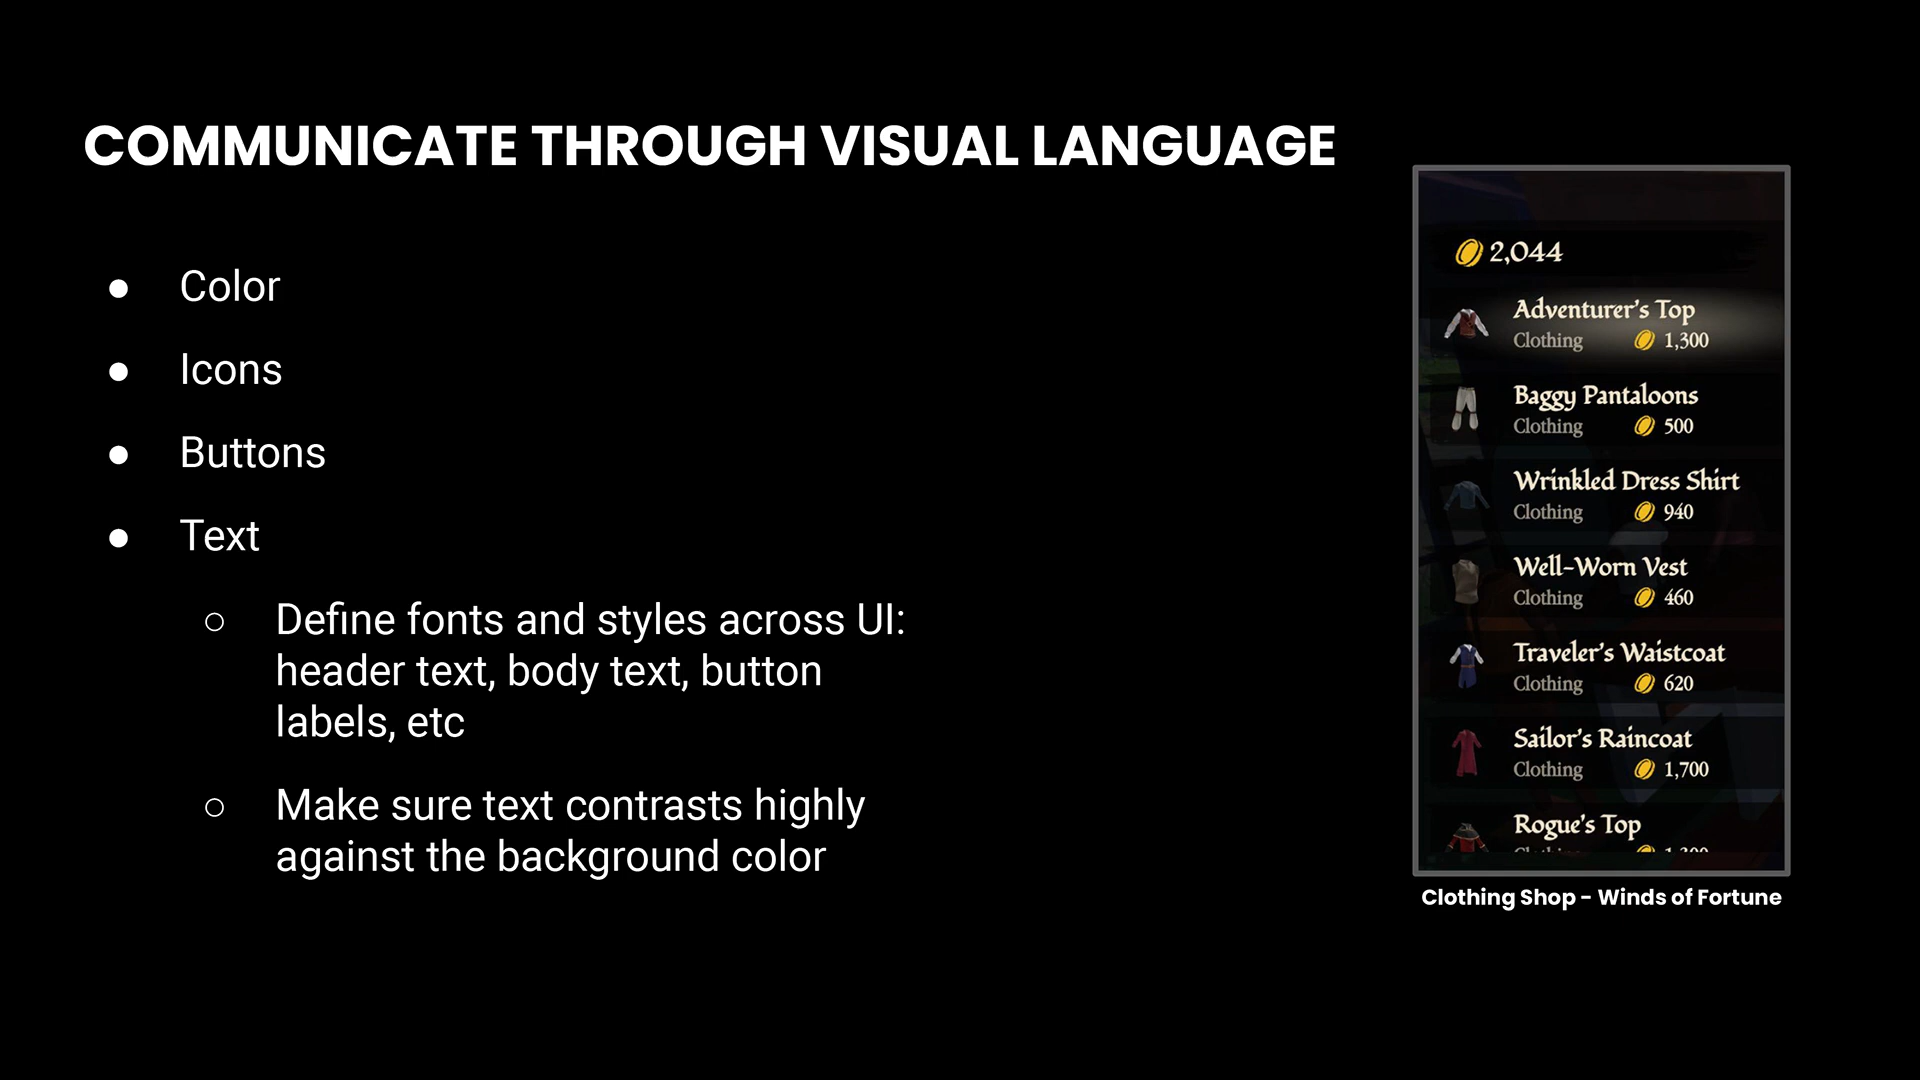 COMMUNICATE THROUGH VISUAL LANGUAGE
● Color
● Icons
● Buttons
● Text
○ Define fonts and styles across UI:
header text, body text, button
labels, etc
○ Make sure text contrasts highly
against the background color
2,044
Adventurer's Top
Clothing 1,300
Baggy Pantaloons
Clothing 500
Wrinkled Dress Shirt
Clothing 940
Well-Worn Vest
Clothing 460
Traveler's Waistcoat
Clothing 620
Sailor's Raincoat
Clothing 1,700
Rogue's Top
Clothing 1,300
Clothing Shop - Winds of Fortune